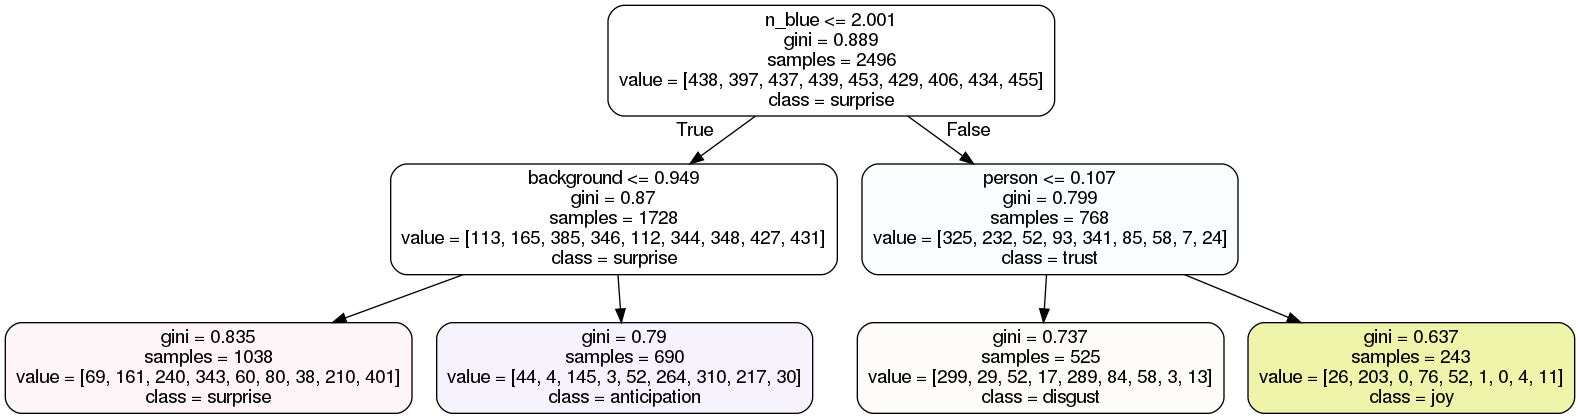 n_blue <= 2.001
gini = 0.889
samples = 2496
value = [438, 397, 437, 439, 453, 429, 406, 434, 455]
class = surprise
True
False
background <= 0.949
gini = 0.87
samples = 1728
value = [113, 165, 385, 346, 112, 344, 348, 427, 431]
class = surprise
person <= 0.107
gini = 0.799
samples = 768
value = [325, 232, 52, 93, 341, 85, 58, 7, 24]
class = trust
gini = 0.835
samples = 1038
value = [69, 161, 240, 343, 60, 80, 38, 210, 401]
class = surprise
gini = 0.79
samples = 690
value = [44, 4, 145, 3, 52, 264, 310, 217, 30]
class = anticipation
gini = 0.737
samples = 525
value = [299, 29, 52, 17, 289, 84, 58, 3, 13]
class = disgust
gini = 0.637
samples = 243
value = [26, 203, 0, 76, 52, 1, 0, 4, 11]
class = joy